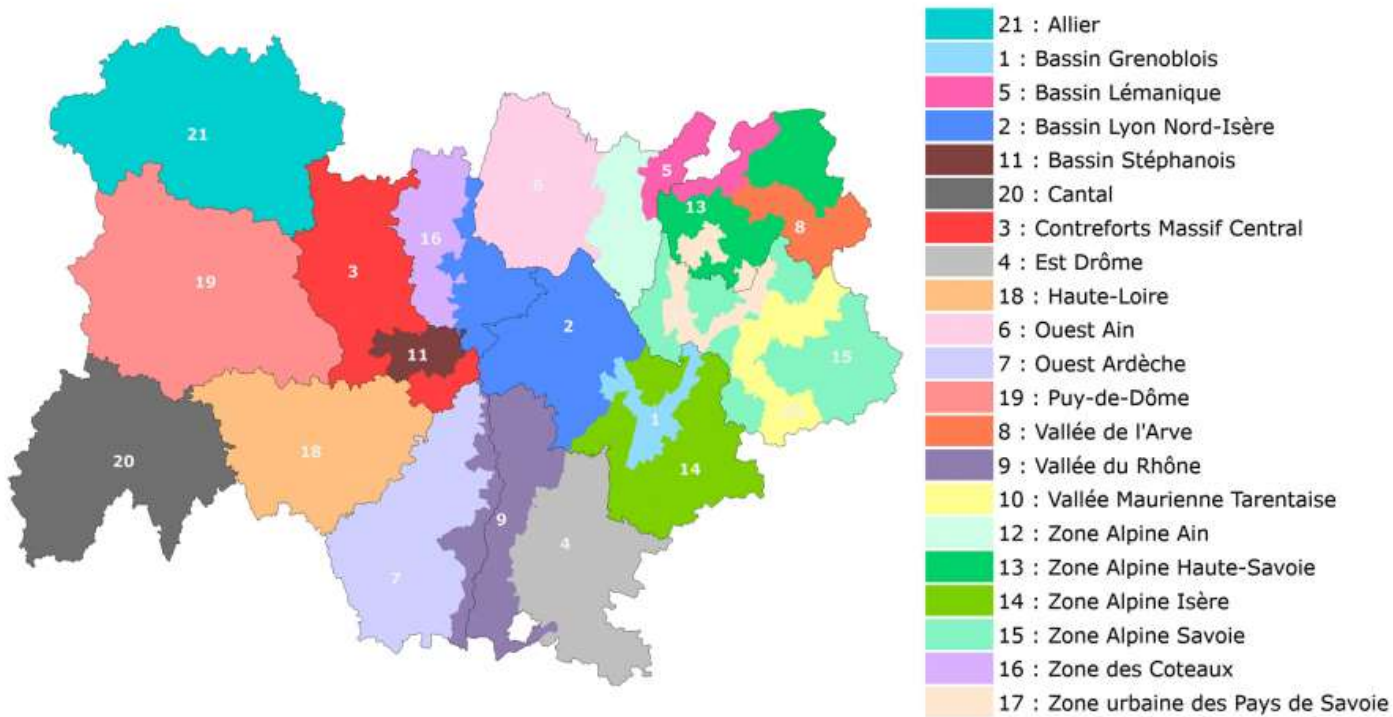 21 : Allier
1 : Bassin Grenoblois
5 : Bassin Lémanique
2 : Bassin Lyon Nord-Isère
11 : Bassin Stéphanois
20 : Cantal
3 : Contreforts Massif Central
4 : Est Drôme
18 : Haute-Loire
6 : Ouest Ain
7 : Ouest Ardèche
19 : Puy-de-Dôme
8 : Vallée de l'Arve
9 : Vallée du Rhône
10 : Vallée Maurienne Tarentaise
12 : Zone Alpine Ain
13 : Zone Alpine Haute-Savoie
14 : Zone Alpine Isère
15 : Zone Alpine Savoie
16 : Zone des Coteaux
17 : Zone urbaine des Pays de Savoie
21
6
5
13
8
16
3
19
2
11
15
1
10
20
18
14
9
4
7